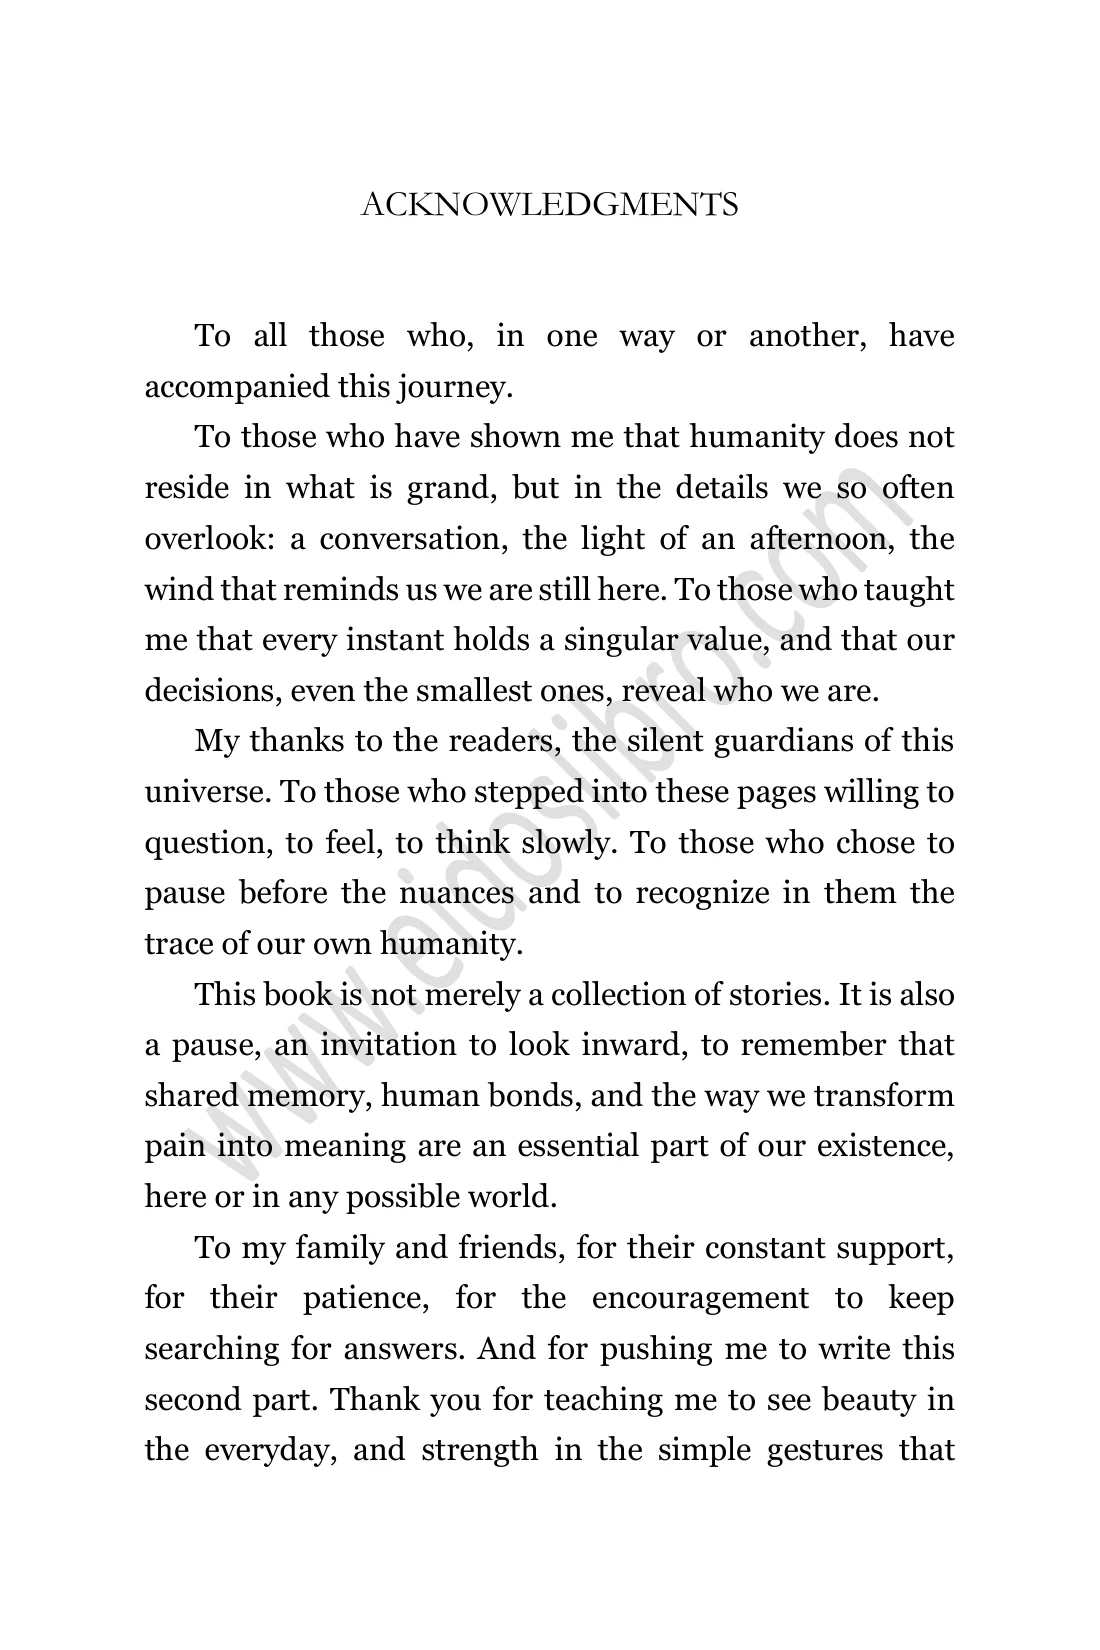 ACKNOWLEDGMENTS
To all those who, in one way or another, have
accompanied this journey.
To those who have shown me that humanity does not
reside in what is grand, but in the details we so often
overlook: a conversation, the light of an afternoon, the
wind that reminds us we are still here. To those who taught
me that every instant holds a singular value, and that our
decisions, even the smallest ones, reveal who we are.
My thanks to the readers, the silent guardians of this
universe. To those who stepped into these pages willing to
question, to feel, to think slowly. To those who chose to
pause before the nuances and to recognize in them the
trace of our own humanity.
This book is not merely a collection of stories. It is also
a pause, an invitation to look inward, to remember that
shared memory, human bonds, and the way we transform
pain into meaning are an essential part of our existence,
here or in any possible world.
To my family and friends, for their constant support,
for their patience, for the encouragement to keep
searching for answers. And for pushing me to write this
second part. Thank you for teaching me to see beauty in
the everyday, and strength in the simple gestures that
www.eidoslibro.com